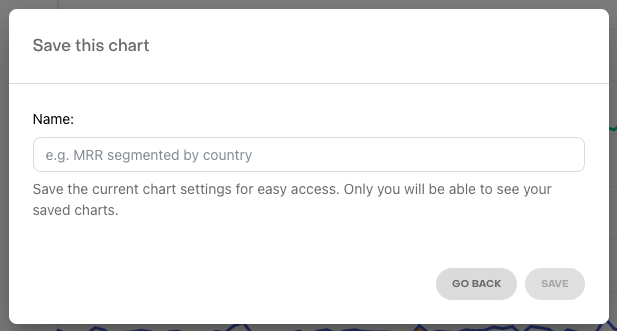 Save this chart
Name:
e.g. MRR segmented by country
Save the current chart settings for easy access. Only you will be able to see your
saved charts.
GO BACK
SAVE